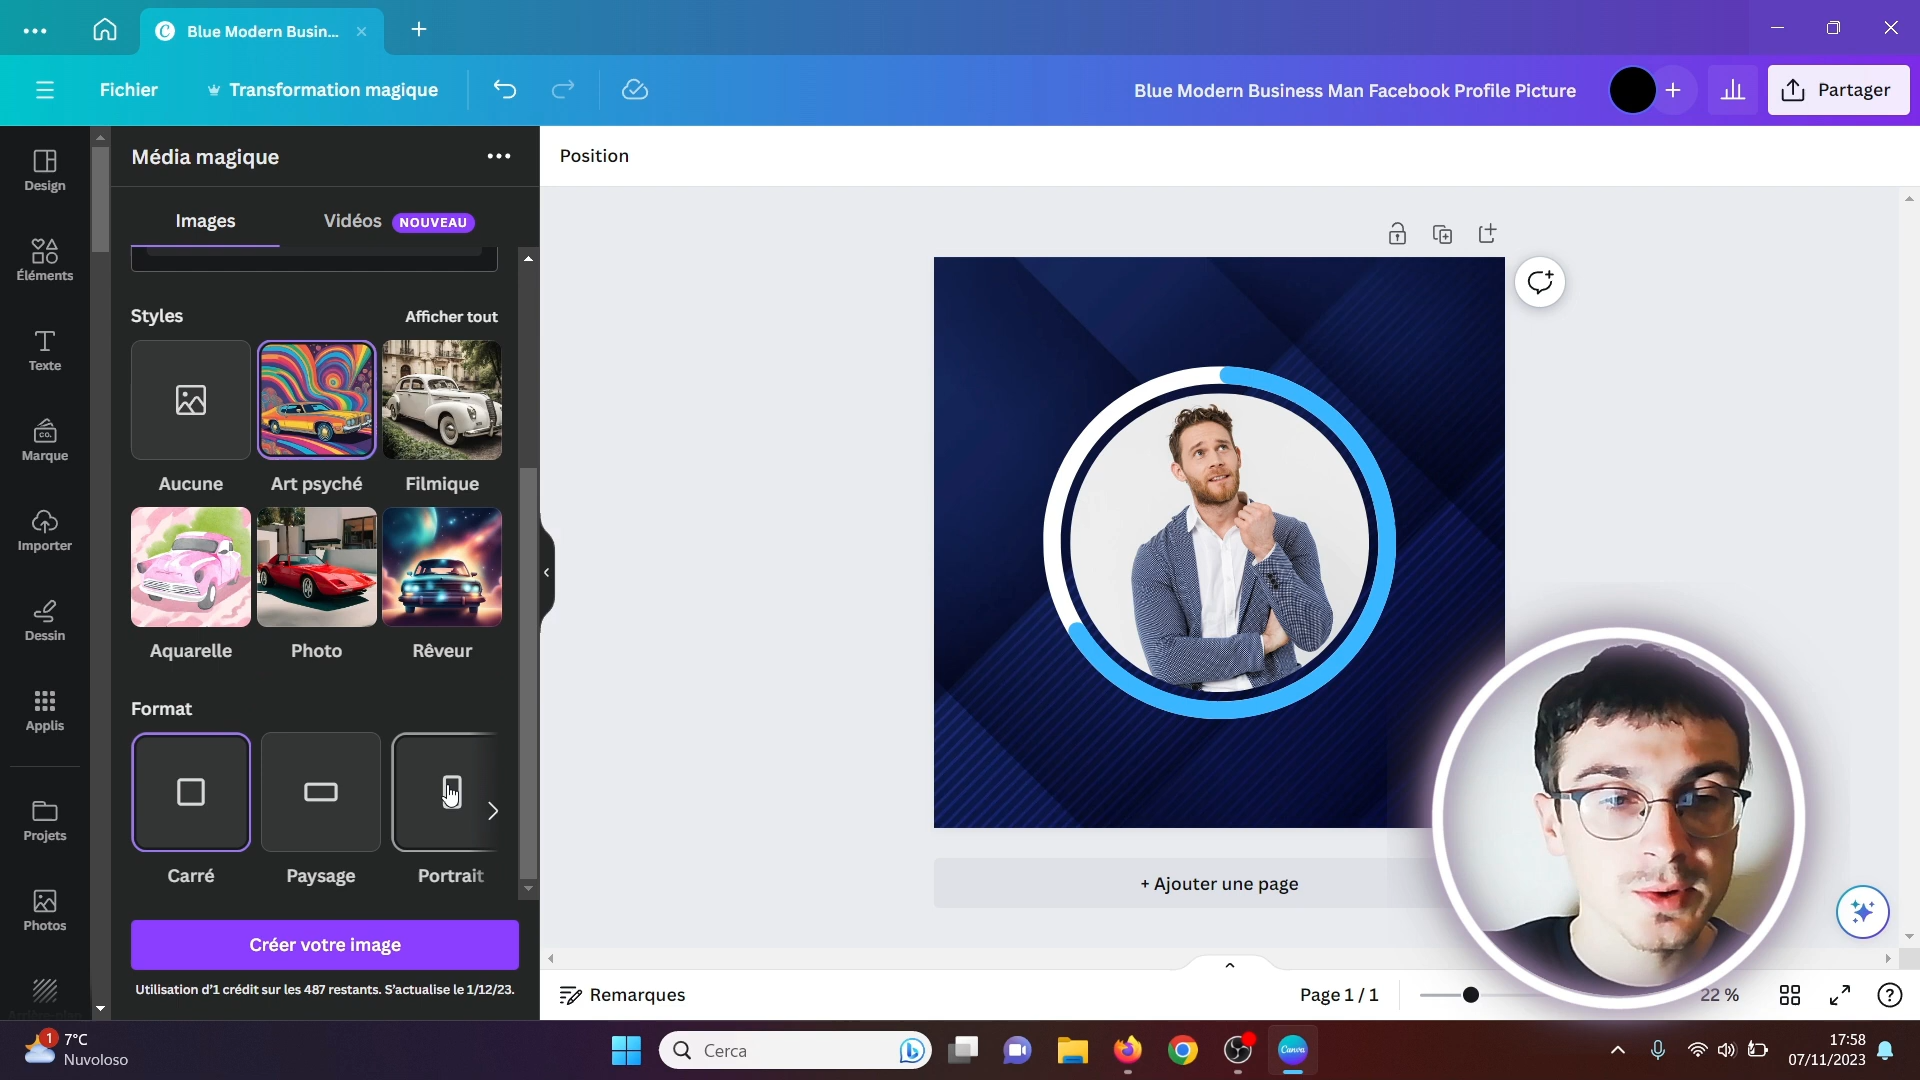 Blue Modern Busin...
Fichier
Transformation magique
Blue Modern Business Man Facebook Profile Picture
Partager
Design
Éléments
Texte
CO.
Marque
Importer
Dessin
Applis
Projets
Photos
Média magique
Images
Vidéos
NOUVEAU
Styles
Afficher tout
Aucune
Art psyché
Filmique
Aquarelle
Photo
Rêveur
Format
Carré
Paysage
Portrait
Créer votre image
Utilisation d'1 crédit sur les 487 restants. S'actualise le 1/12/23.
Position
+ Ajouter une page
Remarques
Page 1 / 1
22 %
1
7°C
Nuvoloso
Cerca
Canva
17:58
07/11/2023